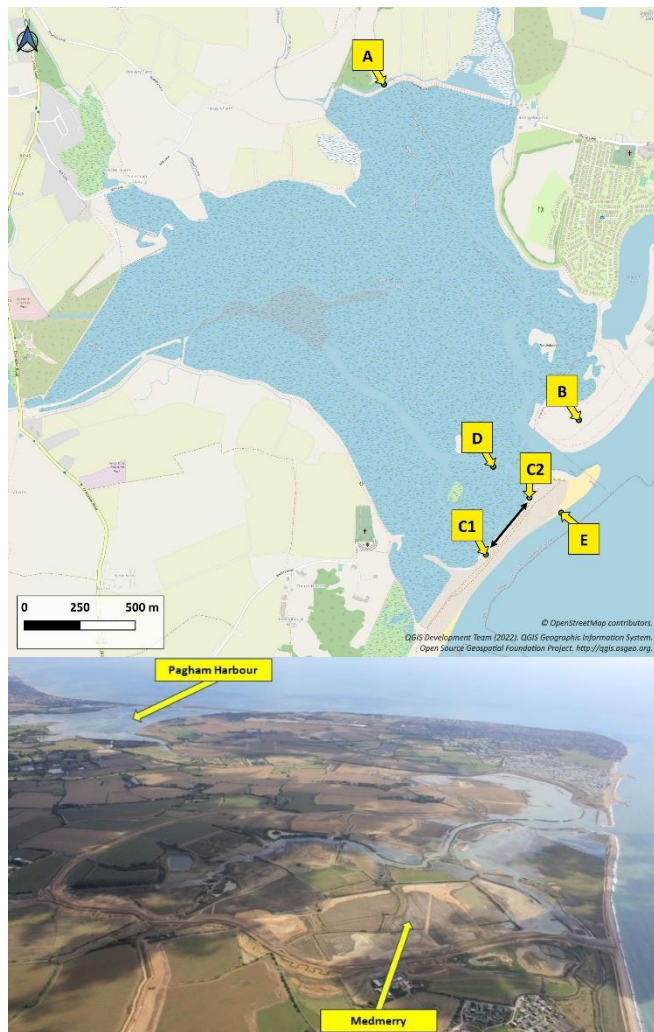 A
B
D
C2
C1
E
0 250 500 m
© OpenStreetMap contributors.
QGIS Development Team (2022). QGIS Geographic Information System.
Open Source Geospatial Foundation Project. http://qgis.osgeo.org.
Pagham Harbour
Medmerry